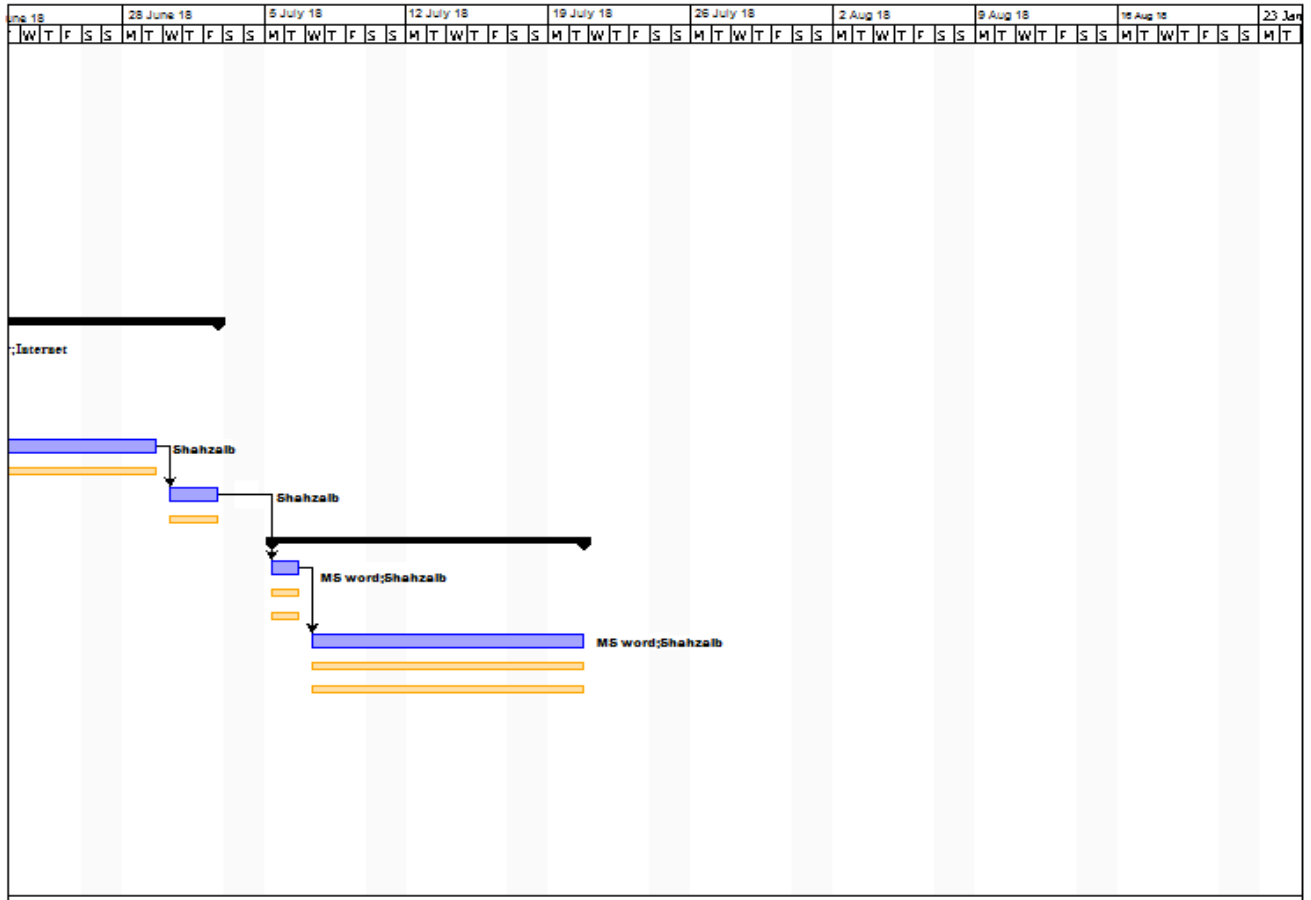 une 18 28 June 18 5 July 18 12 July 18 19 July 18 26 July 18 2 Aug 18 9 Aug 18 16 Aug 18 23 Jan
W T F S S M T W T F S S M T W T F S S M T W T F S S M T W T F S S M T W T F S S M T W T F S S M T W T F S S M T W T F S S M T
;Internet
Shahzaib
Shahzaib
MS word;Shahzaib
MS word;Shahzaib